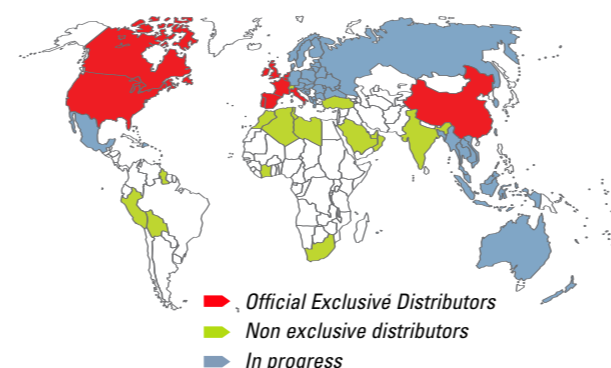 Official Exclusive Distributors
Non exclusive distributors
In progress